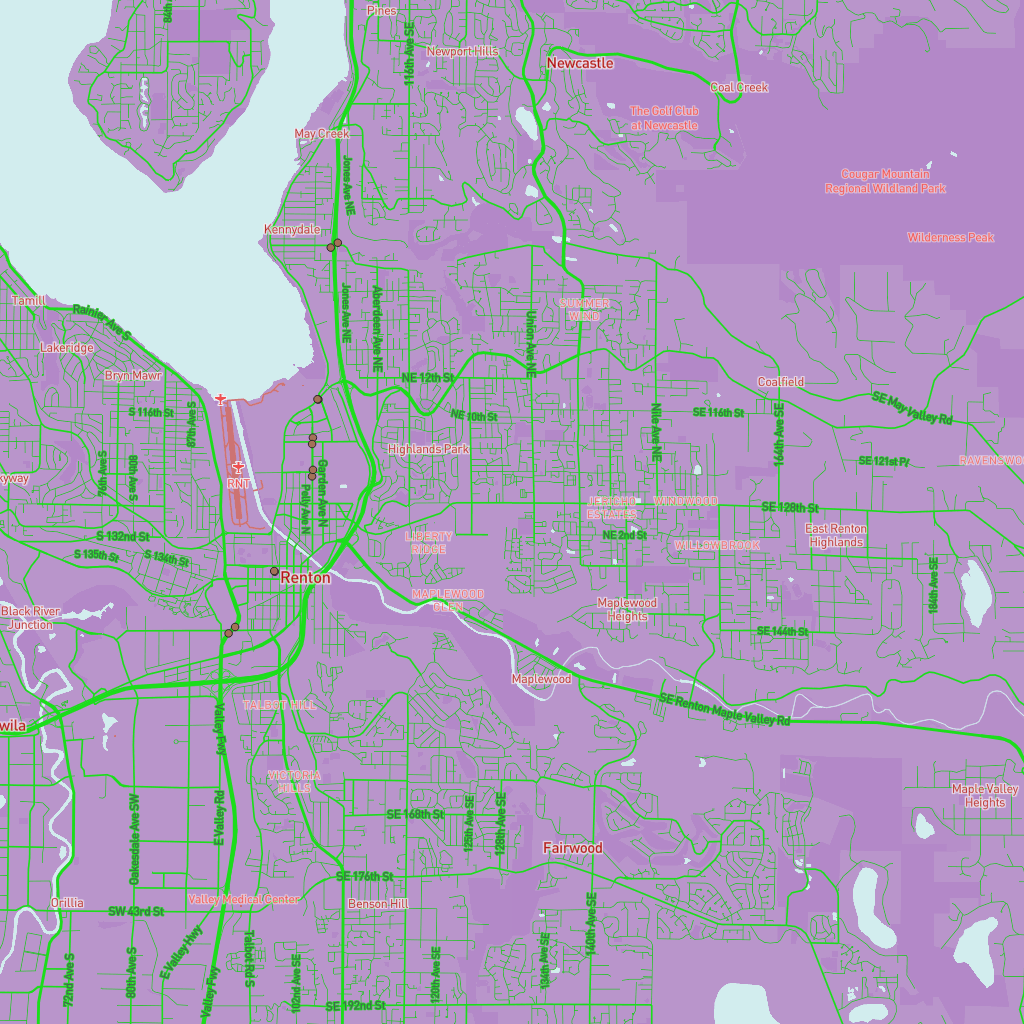 84th
Pines
116th Ave SE
Newport Hills
Newcastle
Coal Creek
The Golf Club
at Newcastle
May Creek
Jones Ave NE
Cougar Mountain
Regional Wildland Park
Kennydale
Wilderness Peak
Tamill
Rainier Ave S
Jones Ave NE
Aberdeen Ave NE
SUMMER
WIND
Union Ave NE
Lakeridge
Bryn Mawr
NE 12th St
Coalfield
S 116th St
87th Ave S
NE 10th St
Nile Ave NE
SE 116th St
164th Ave SE
SE May Valley Rd
Highlands Park
76th Ave S
80th Ave S
SE 121st Pl
RAVENSWO
kyway
RNT
Garden Ave N
Pelly Ave N
JERICHO
ESTATES
WINDWOOD
SE 128th St
East Renton
Highlands
S 132nd St
LIBERTY
RIDGE
NE 2nd St
WILLOWBROOK
S 135th St
S 134th St
Renton
184th Ave SE
MAPLEWOOD
GLEN
Black River
Junction
Maplewood
Heights
SE 144th St
Maplewood
SE Renton Maple Valley Rd
TALBOT HILL
wila
Valley Fwy
VICTORIA
HILLS
Maple Valley
Heights
Oakesdale Ave SW
E Valley Rd
SE 168th St
125th Ave SE
128th Ave SE
Fairwood
SE 176th St
Orillia
Valley Medical Center
SW 43rd St
Benson Hill
140th Ave SE
72nd Ave S
80th Ave S
E Valley Hwy
Valley Fwy
Talbot Rd S
102nd Ave SE
120th Ave SE
134th Ave SE
SE 192nd St